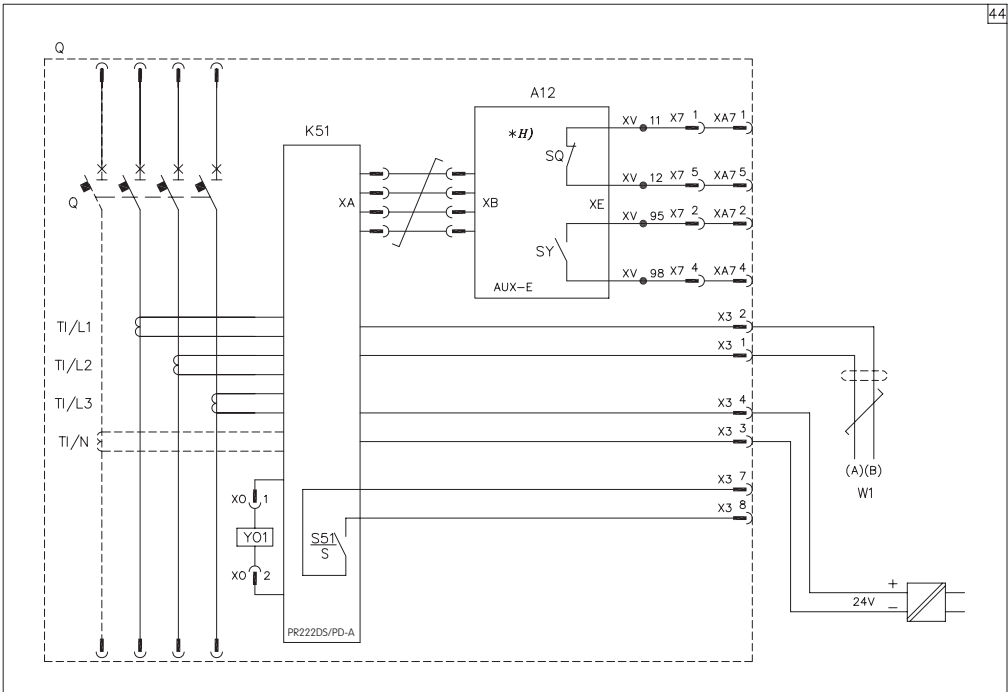 44
Q
A12
K51
*H)
XV 11 X7 1 XA7 1
SQ
XV 12 X7 5 XA7 5
XA XB XE
XV 95 X7 2 XA7 2
SY
XV 98 X7 4 XA7 4
AUX-E
Q
TI/L1
X3 2
TI/L2
X3 1
TI/L3
X3 4
TI/N
X3 3
(A)(B)
W1
X3 7
XO 1
X3 8
YO1
S51
S
XO 2
24V
+
−
PR222DS/PD-A